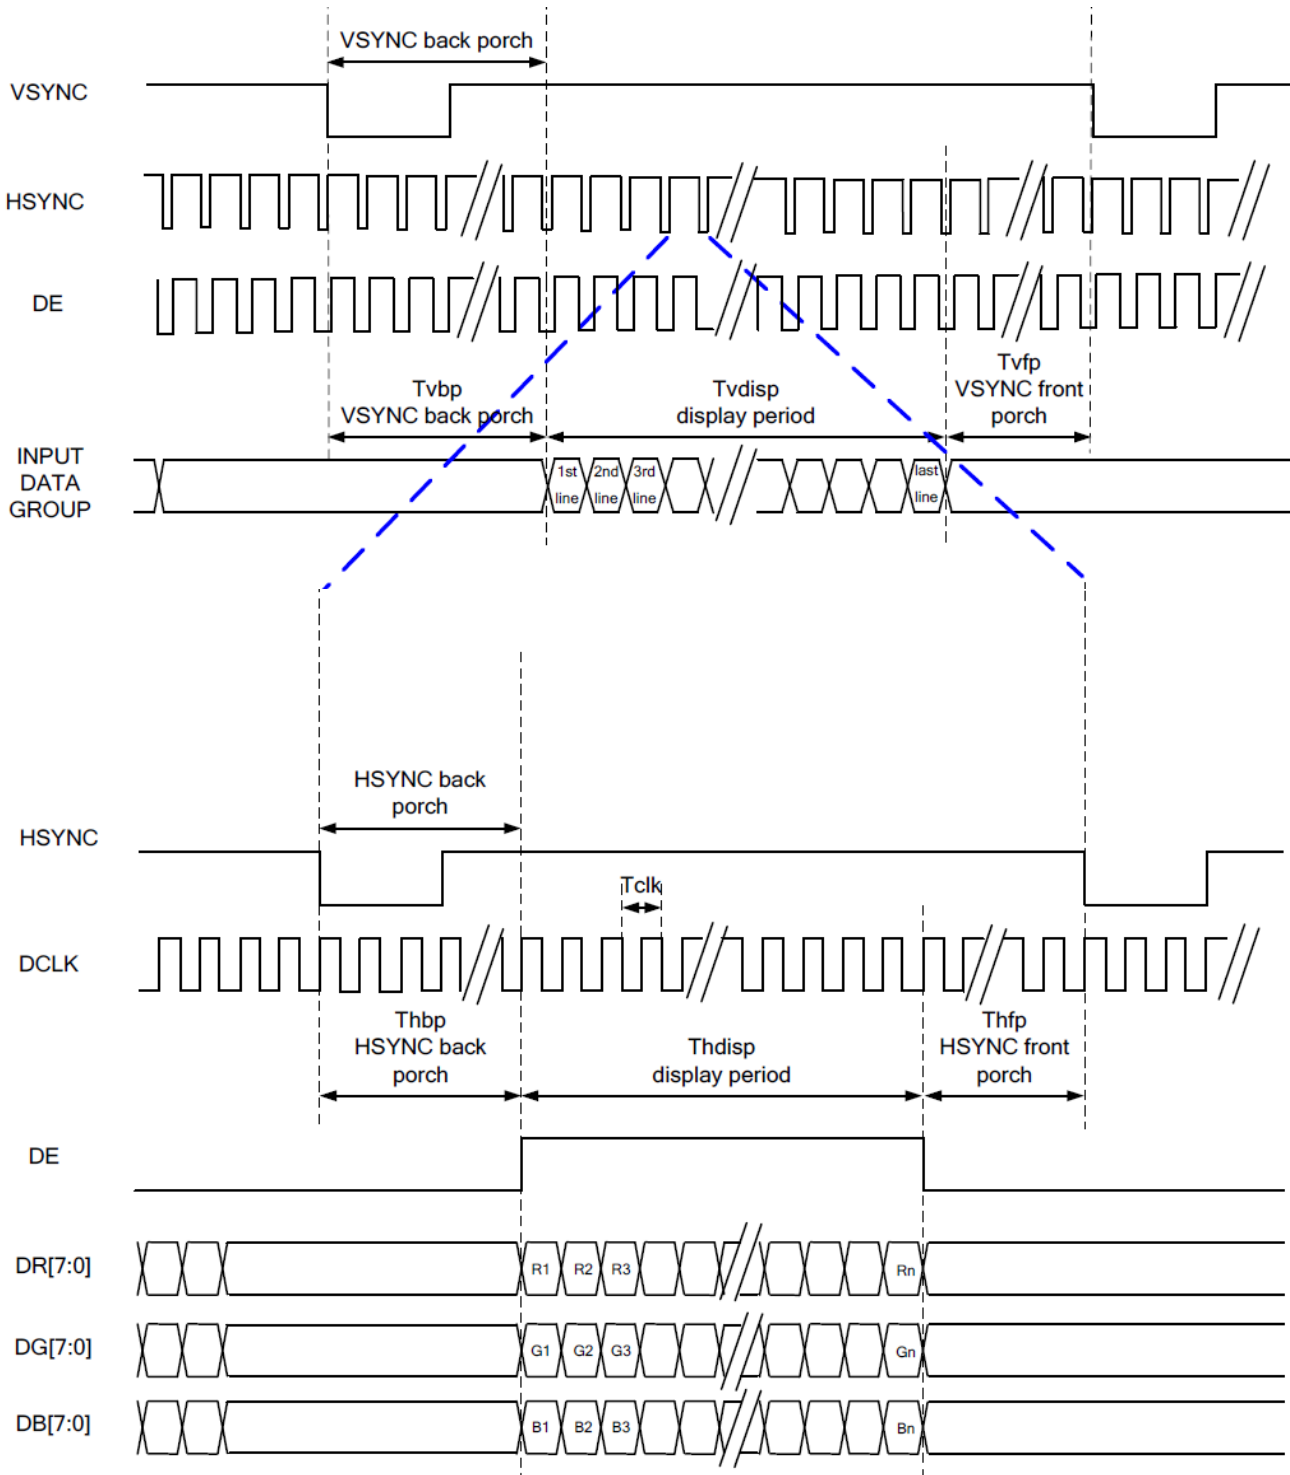 VSYNC back porch
VSYNC
HSYNC
DE
Tvbp
VSYNC back porch
Tvdisp
display period
Tvfp
VSYNC front
porch
INPUT
DATA
GROUP
1st
line
2nd
line
3rd
line
last
line
HSYNC back
porch
HSYNC
Tclk
DCLK
Thbp
HSYNC back
porch
Thdisp
display period
Thfp
HSYNC front
porch
DE
DR[7:0]
R1 R2 R3 Rn
DG[7:0]
G1 G2 G3 Gn
DB[7:0]
B1 B2 B3 Bn